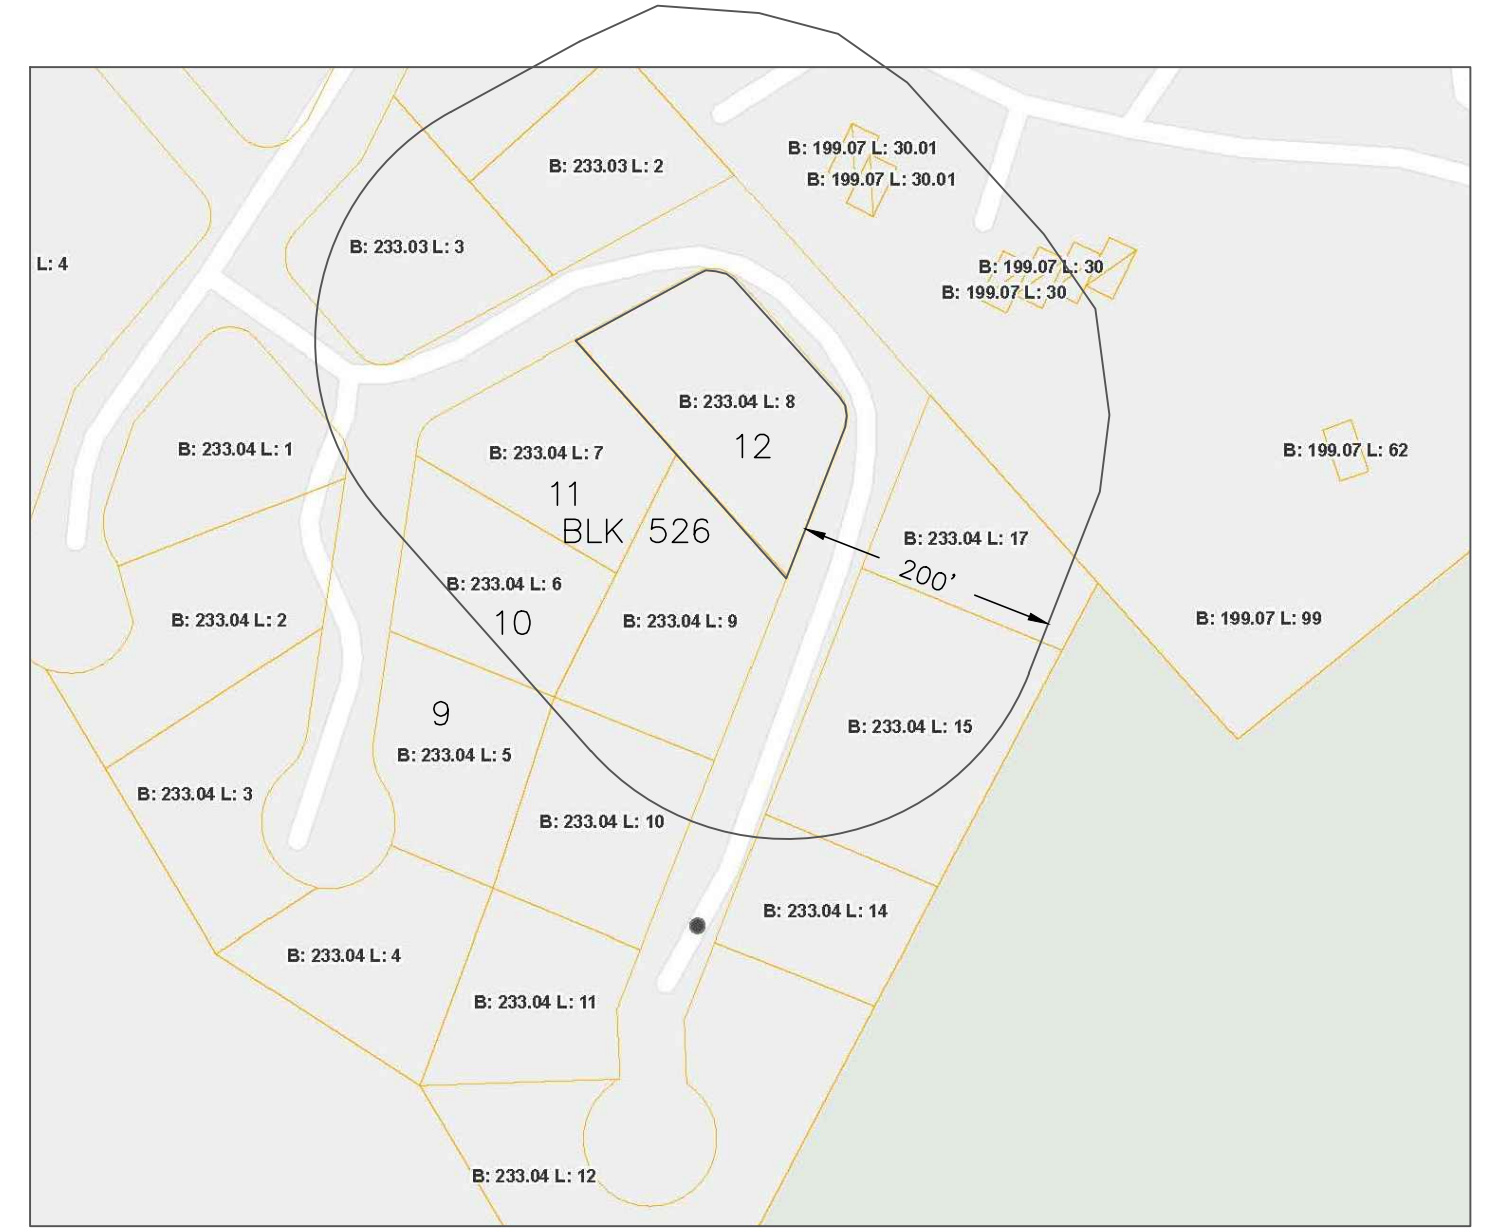 B: 199.07 L: 30.01
B: 233.03 L: 2
B: 199.07 L: 30.01
B: 233.03 L: 3
L: 4
B: 199.07 L: 30
B: 199.07 L: 30
B: 233.04 L: 8
12
B: 233.04 L: 1
B: 233.04 L: 7
B: 199.07 L: 62
11
BLK 526
B: 233.04 L: 17
200'
B: 233.04 L: 6
10
B: 233.04 L: 2
B: 233.04 L: 9
B: 199.07 L: 99
9
B: 233.04 L: 15
B: 233.04 L: 5
B: 233.04 L: 3
B: 233.04 L: 10
B: 233.04 L: 14
B: 233.04 L: 4
B: 233.04 L: 11
B: 233.04 L: 12